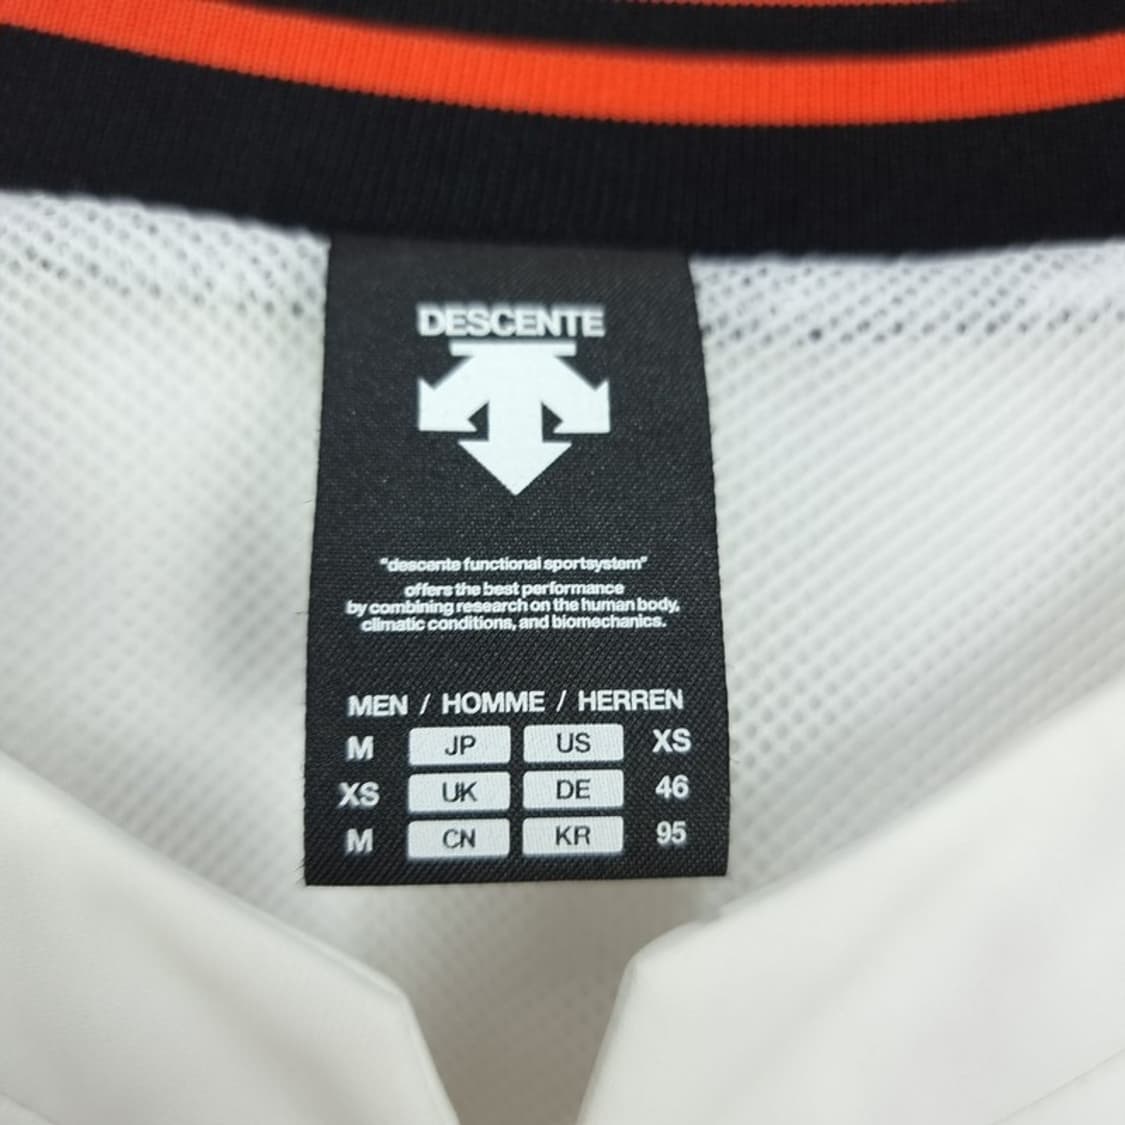 DESCENTE
"descente functional sportsystem"
offers the best performance
by combining research on the human body,
climatic conditions, and biomechanics.
MEN / HOMME / HERREN
M JP US XS
XS UK DE 46
M CN KR 95